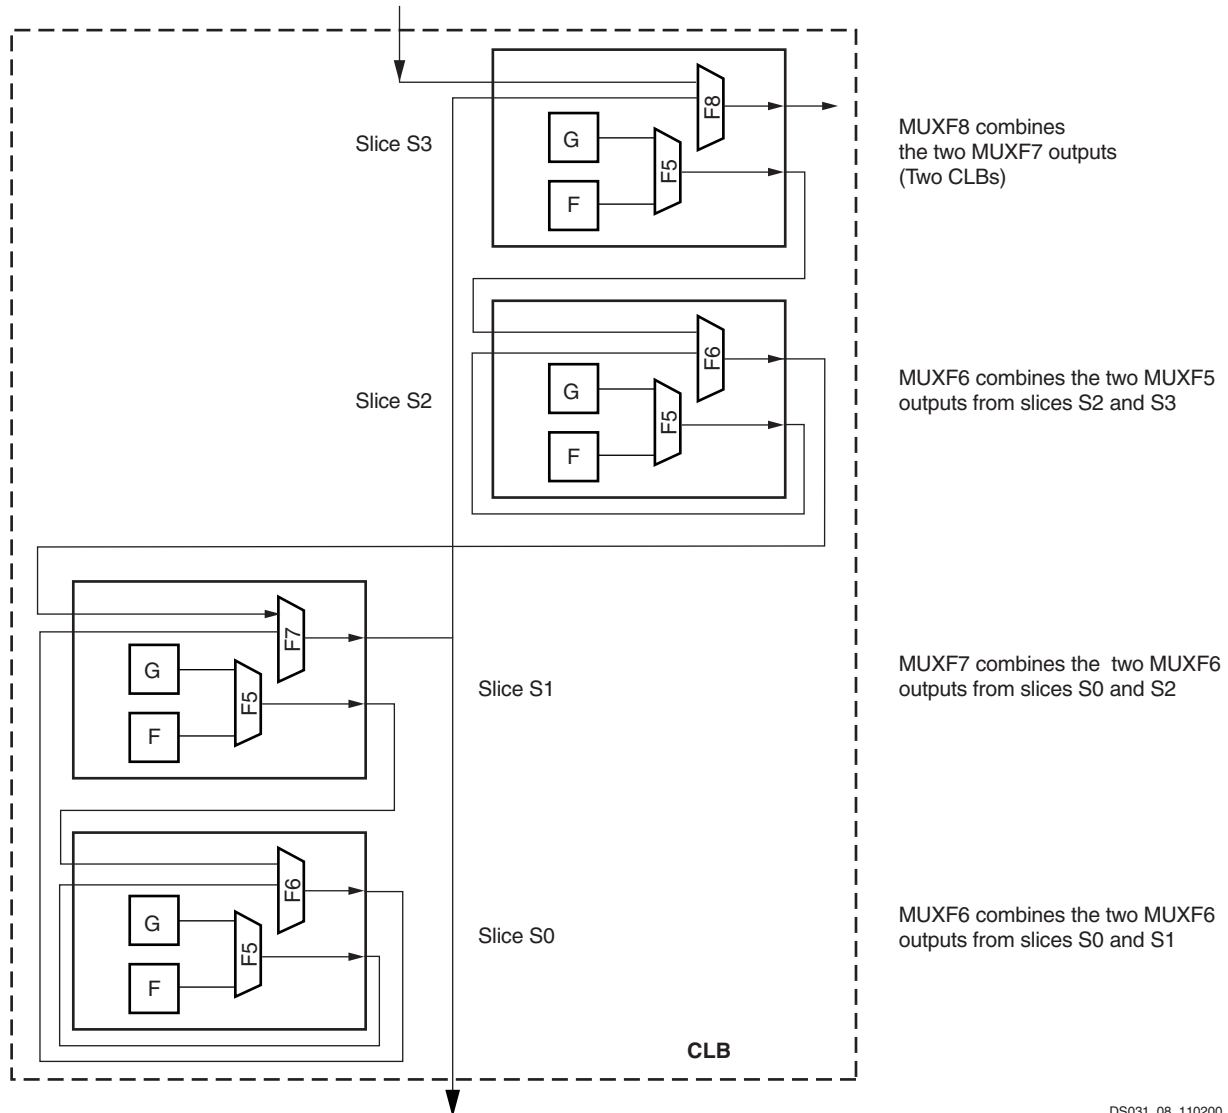 F8
Slice S3
G
F5
F
MUXF8 combines
the two MUXF7 outputs
(Two CLBs)
F6
Slice S2
G
F5
F
MUXF6 combines the two MUXF5
outputs from slices S2 and S3
F7
G
F5
F
Slice S1
MUXF7 combines the  two MUXF6
outputs from slices S0 and S2
F6
G
F5
F
Slice S0
MUXF6 combines the two MUXF6
outputs from slices S0 and S1
CLB
DS031_08_110200